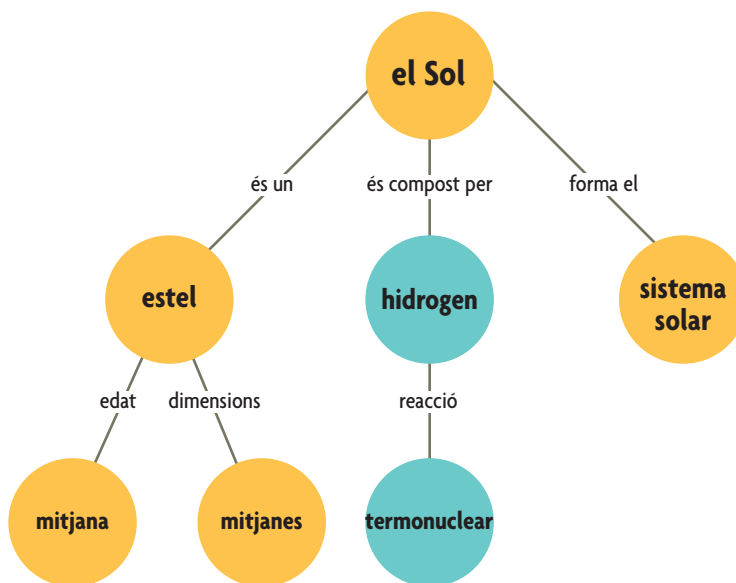 el Sol
és un
és compost per
forma el
estel
hidrogen
sistema
solar
edat
dimensions
reacció
mitjana
mitjanes
termonuclear